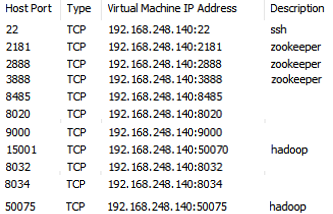 Host Port Type Virtual Machine IP Address Description
22 TCP 192.168.248.140:22 ssh
2181 TCP 192.168.248.140:2181 zookeeper
2888 TCP 192.168.248.140:2888 zookeeper
3888 TCP 192.168.248.140:3888 zookeeper
8485 TCP 192.168.248.140:8485
8020 TCP 192.168.248.140:8020
9000 TCP 192.168.248.140:9000
15001 TCP 192.168.248.140:50070 hadoop
8032 TCP 192.168.248.140:8032
8034 TCP 192.168.248.140:8034
50075 TCP 192.168.248.140:50075 hadoop